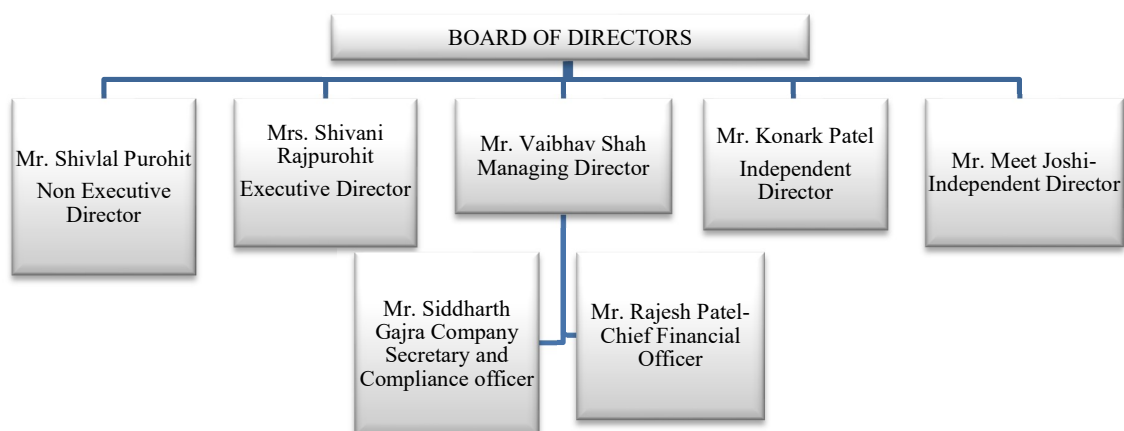 BOARD OF DIRECTORS
Mr. Shivlal Purohit
Non Executive
Director
Mrs. Shivani
Rajpurohit
Executive Director
Mr. Vaibhav Shah
Managing Director
Mr. Konark Patel
Independent
Director
Mr. Meet Joshi-
Independent Director
Mr. Siddharth
Gajra Company
Secretary and
Compliance officer
Mr. Rajesh Patel-
Chief Financial
Officer